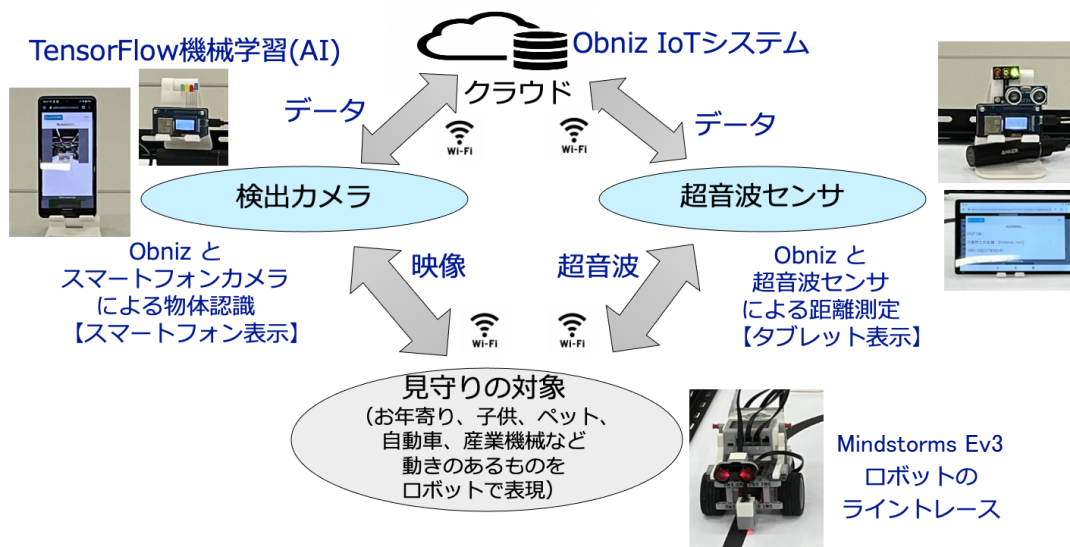 TensorFlow機械学習(AI)
Obniz IoTシステム
クラウド
データ
データ
Wi-Fi
Wi-Fi
検出カメラ
超音波センサ
ANKER
Obniz と
スマートフォンカメラ
による物体認識
【スマートフォン表示】
映像
超音波
Obniz と
超音波センサ
による距離測定
【タブレット表示】
Wi-Fi
Wi-Fi
見守りの対象
（お年寄り、子供、ペット、
自動車、産業機械など
動きのあるものを
ロボットで表現）
Mindstorms Ev3
ロボットの
ライントレース